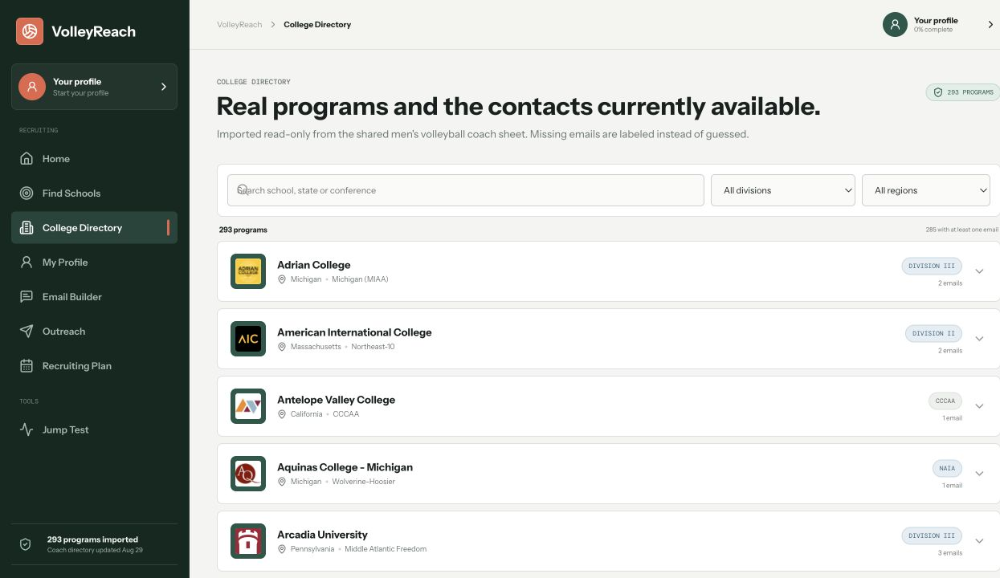 VolleyReach
Your profile
Start your profile
RECRUITING
Home
Find Schools
College Directory
My Profile
Email Builder
Outreach
Recruiting Plan
TOOLS
Jump Test
293 programs imported
Coach directory updated Aug 29
VolleyReach > College Directory
Your profile
0% complete
COLLEGE DIRECTORY
Real programs and the contacts currently available.
Imported read-only from the shared men's volleyball coach sheet. Missing emails are labeled instead of guessed.
293 PROGRAMS
Search school, state or conference
All divisions
All regions
293 programs
285 with at least one email
ADRIAN
COLLEGE
Adrian College
Michigan • Michigan (MIAA)
DIVISION III
2 emails
AIC
American International College
Massachusetts • Northeast-10
DIVISION II
2 emails
Antelope Valley College
California • CCCAA
CCCAA
1 email
AQ
Aquinas College - Michigan
Michigan • Wolverine-Hoosier
NAIA
1 email
Arcadia University
Pennsylvania • Middle Atlantic Freedom
DIVISION III
3 emails